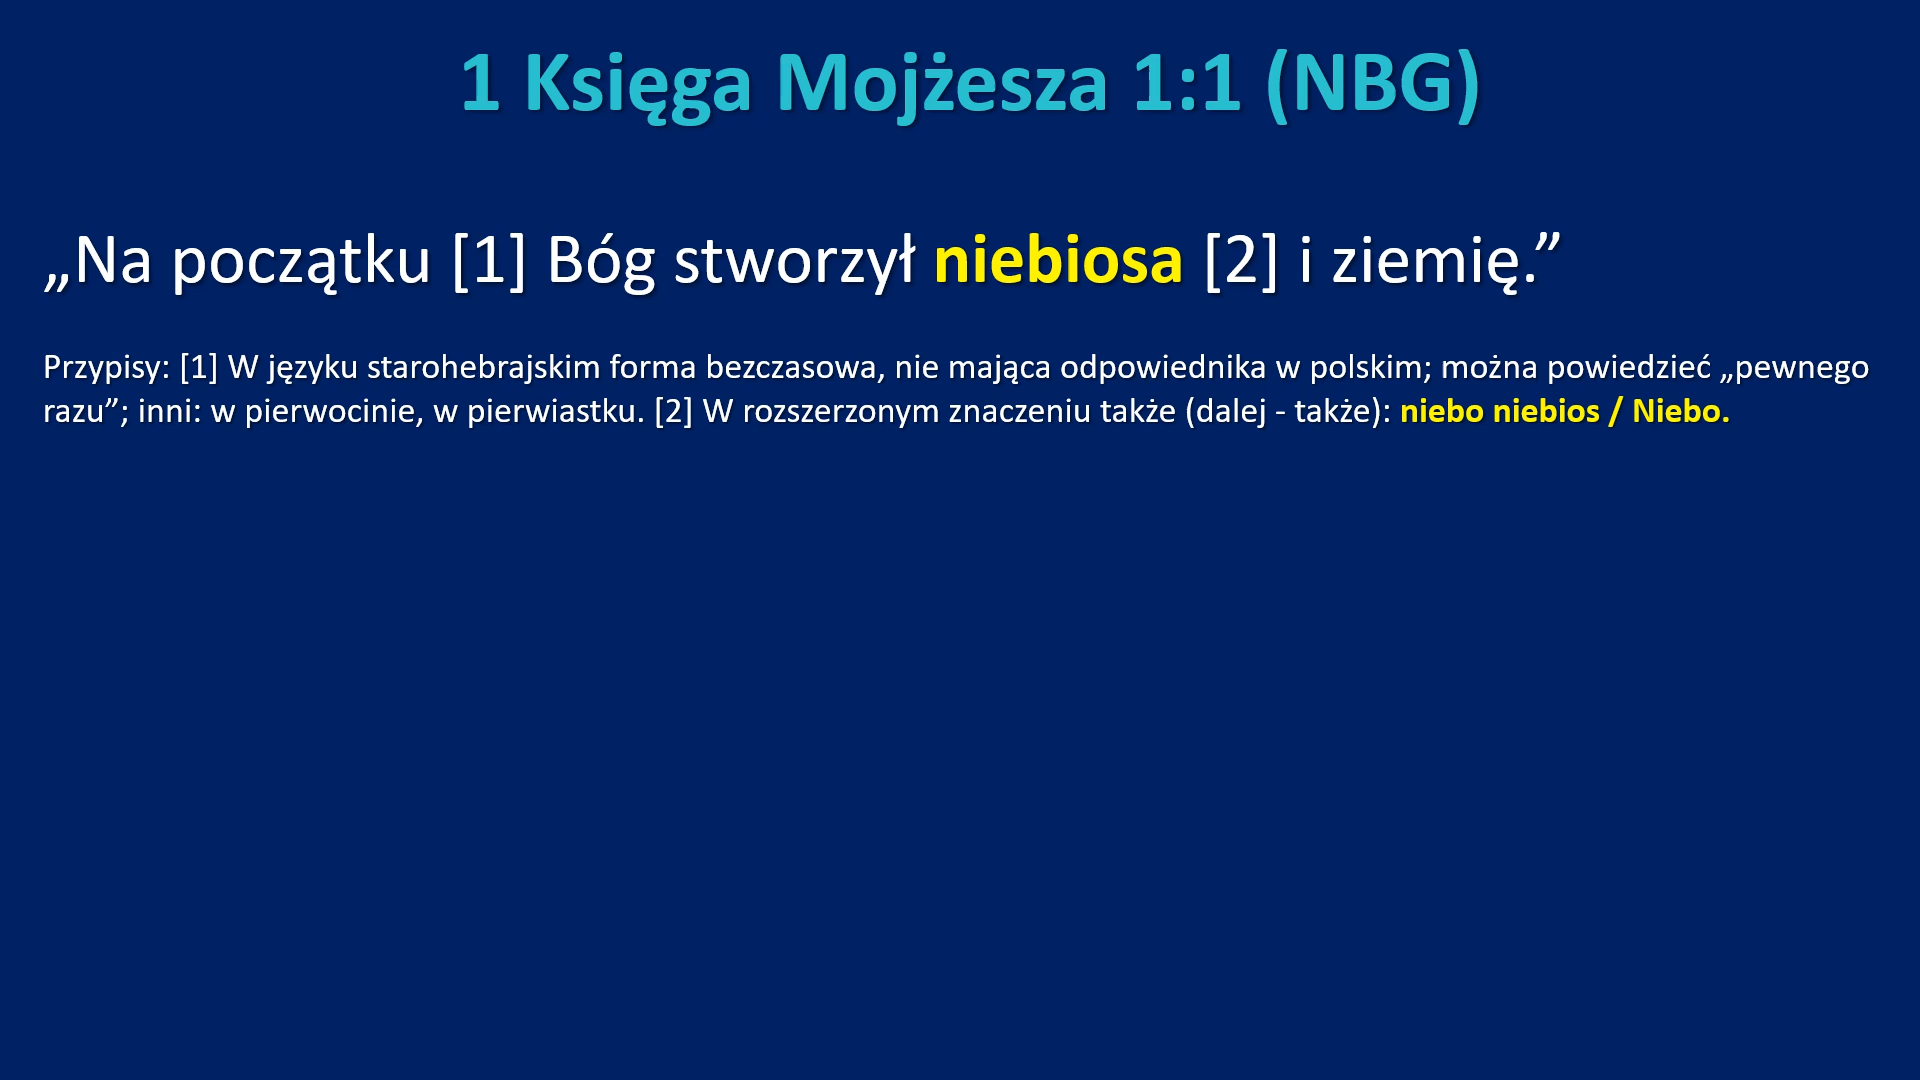 1 Księga Mojżesza 1:1 (NBG)
„Na początku [1] Bóg stworzył niebiosa [2] i ziemię.”
Przypisy: [1] W języku starohebrajskim forma bezczasowa, nie mająca odpowiednika w polskim; można powiedzieć „pewnego
razu”; inni: w pierwocinie, w pierwiastku. [2] W rozszerzonym znaczeniu także (dalej - także): niebo niebios / Niebo.